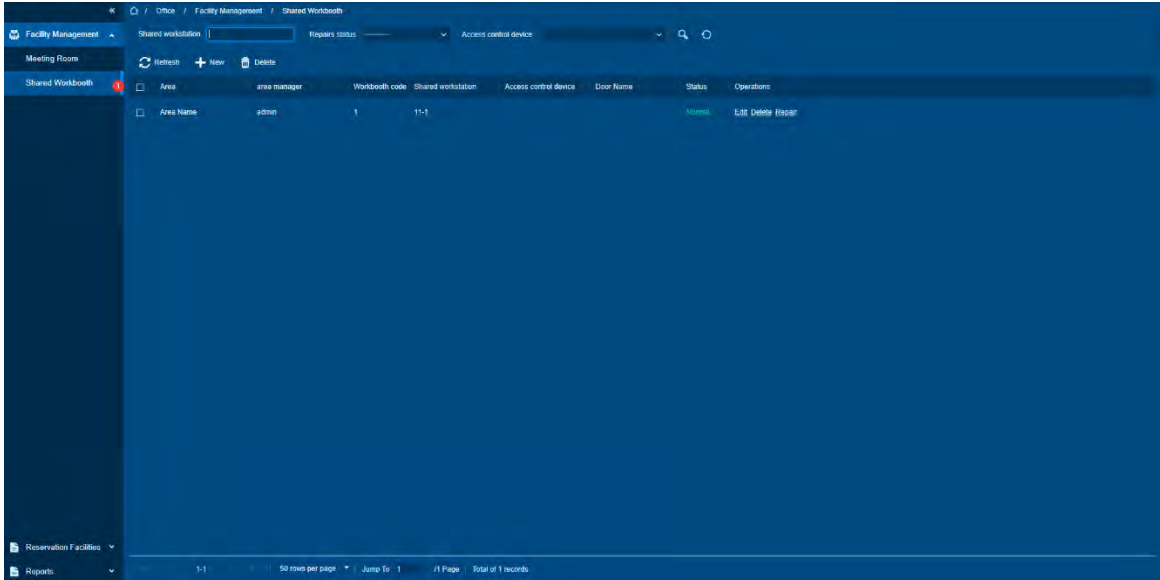 « / Office / Facility Management / Shared Workbooth
Facility Management
Meeting Room
Shared Workbooth 1
Shared workstation Repairs status -------- Access control device
Refresh New Delete
Area area manager Workbooth code Shared workstation Access control device Door Name Status Operations
Area Name admin 1 11-1 Normal Edit Delete Repair
Reservation Facilities
Reports
1-1 50 rows per page Jump To 1 /1 Page Total of 1 records